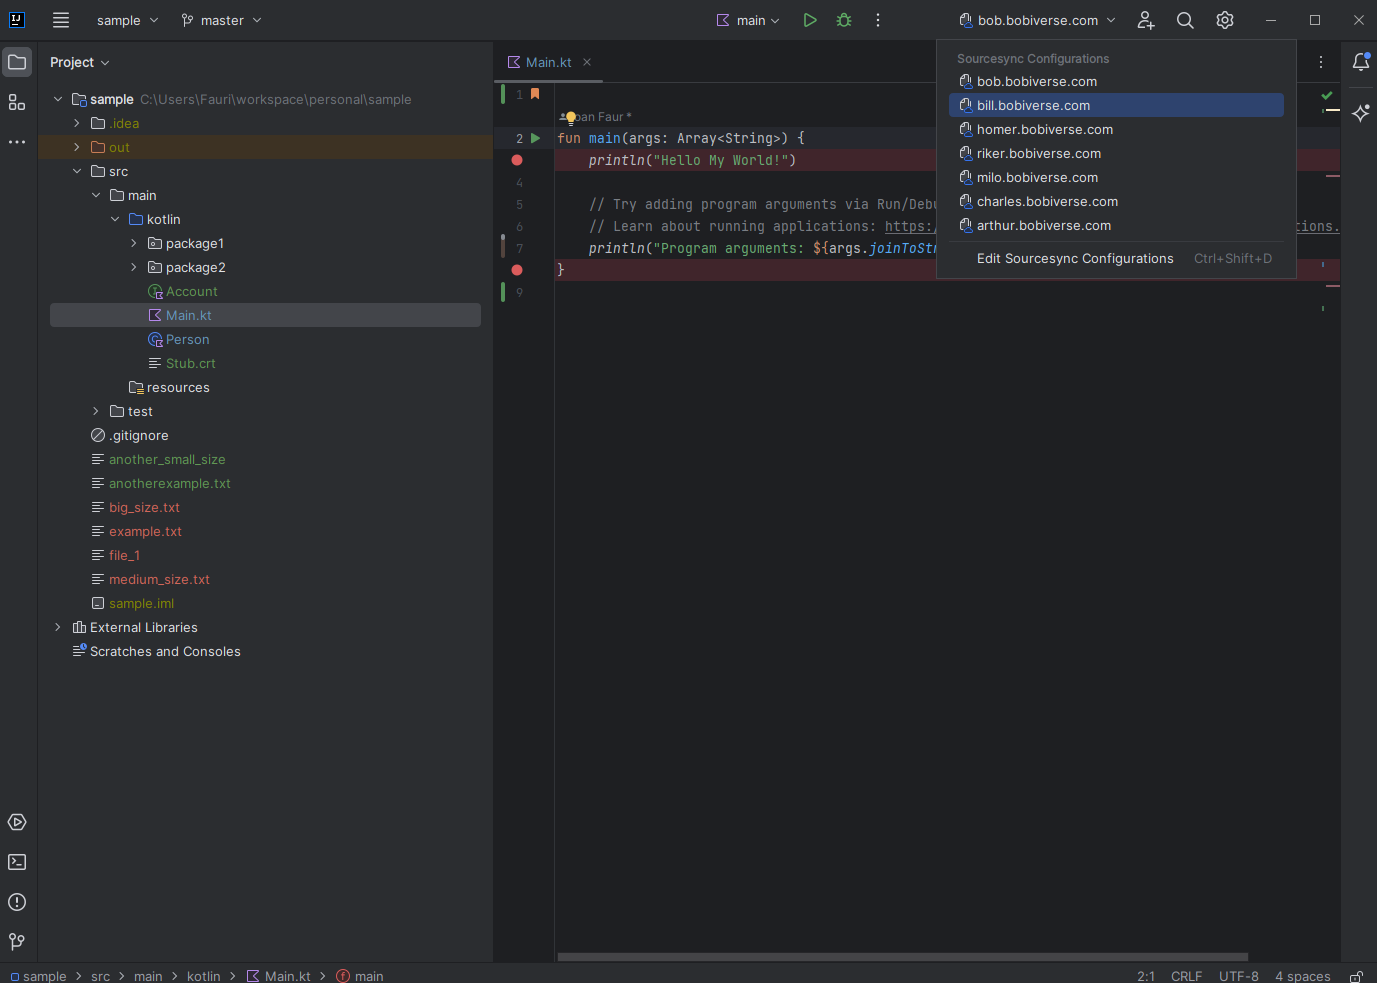 IJ
sample
master
main
bob.bobiverse.com
Project
Main.kt
Sourcesync Configurations
bob.bobiverse.com
bill.bobiverse.com
homer.bobiverse.com
riker.bobiverse.com
milo.bobiverse.com
charles.bobiverse.com
arthur.bobiverse.com
Edit Sourcesync Configurations Ctrl+Shift+D
sample C:\Users\Fauri\workspace\personal\sample
.idea
out
src
main
kotlin
package1
package2
Account
Main.kt
Person
Stub.crt
resources
test
.gitignore
another_small_size
anotherexample.txt
big_size.txt
example.txt
file_1
medium_size.txt
sample.iml
External Libraries
Scratches and Consoles
1
Faur *
2 fun main(args: Array<String>) {
println("Hello My World!")
4
5 // Try adding program arguments via Run/Debu
6 // Learn about running applications: https:/ tions.
7 println("Program arguments: ${args.joinToStr
}
9
sample > src > main > kotlin > Main.kt > main
2:1 CRLF UTF-8 4 spaces